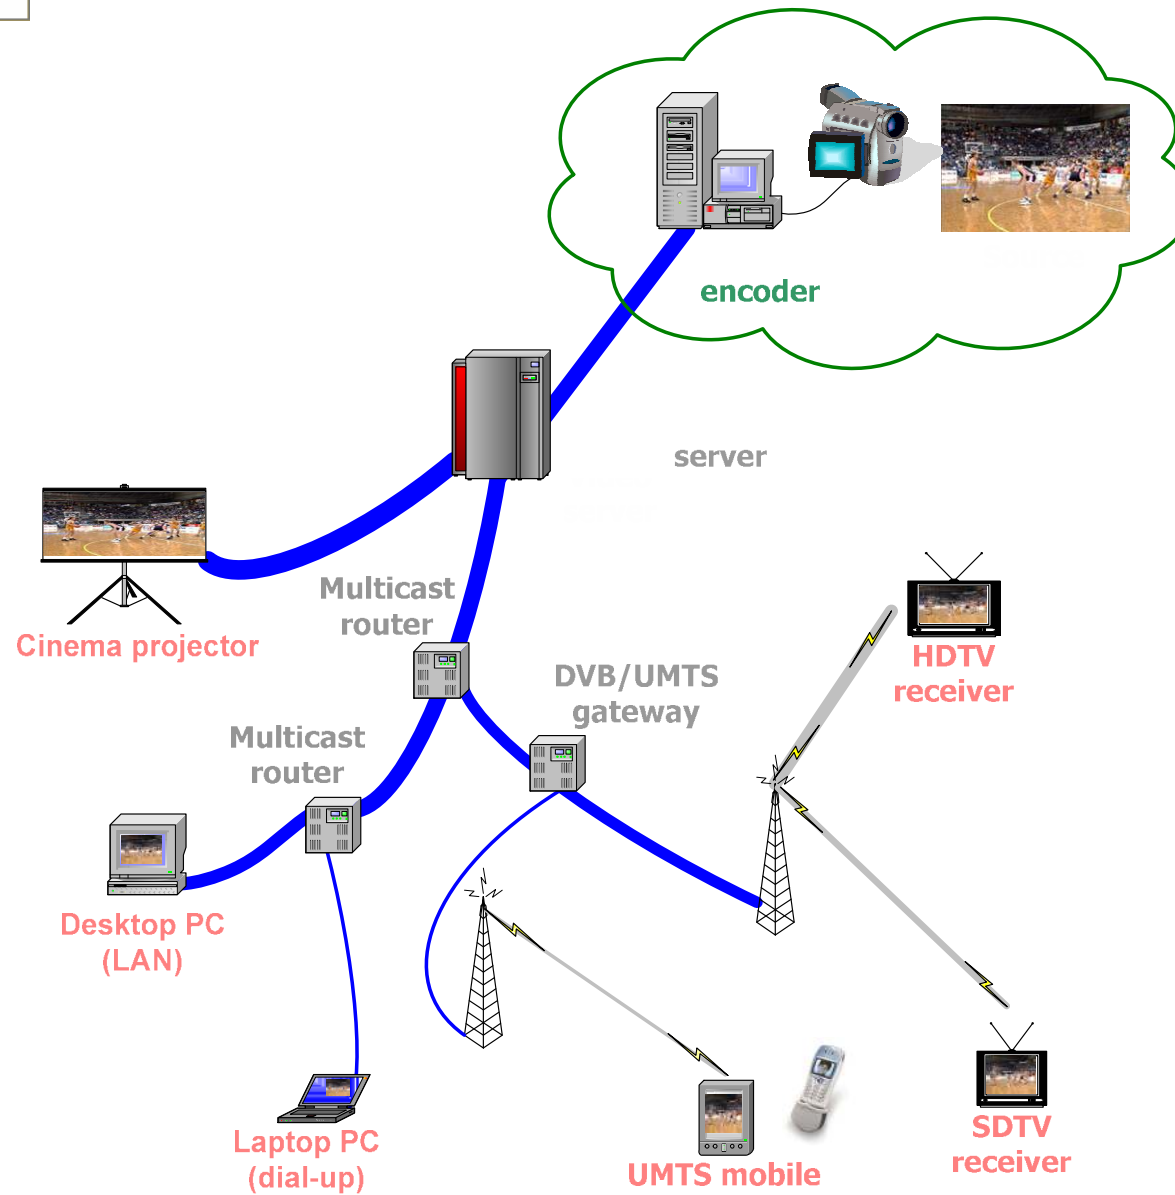 encoder
server
Multicast
router
Cinema projector
HDTV
receiver
DVB/UMTS
gateway
Multicast
router
Desktop PC
(LAN)
Laptop PC
(dial-up)
UMTS mobile
SDTV
receiver